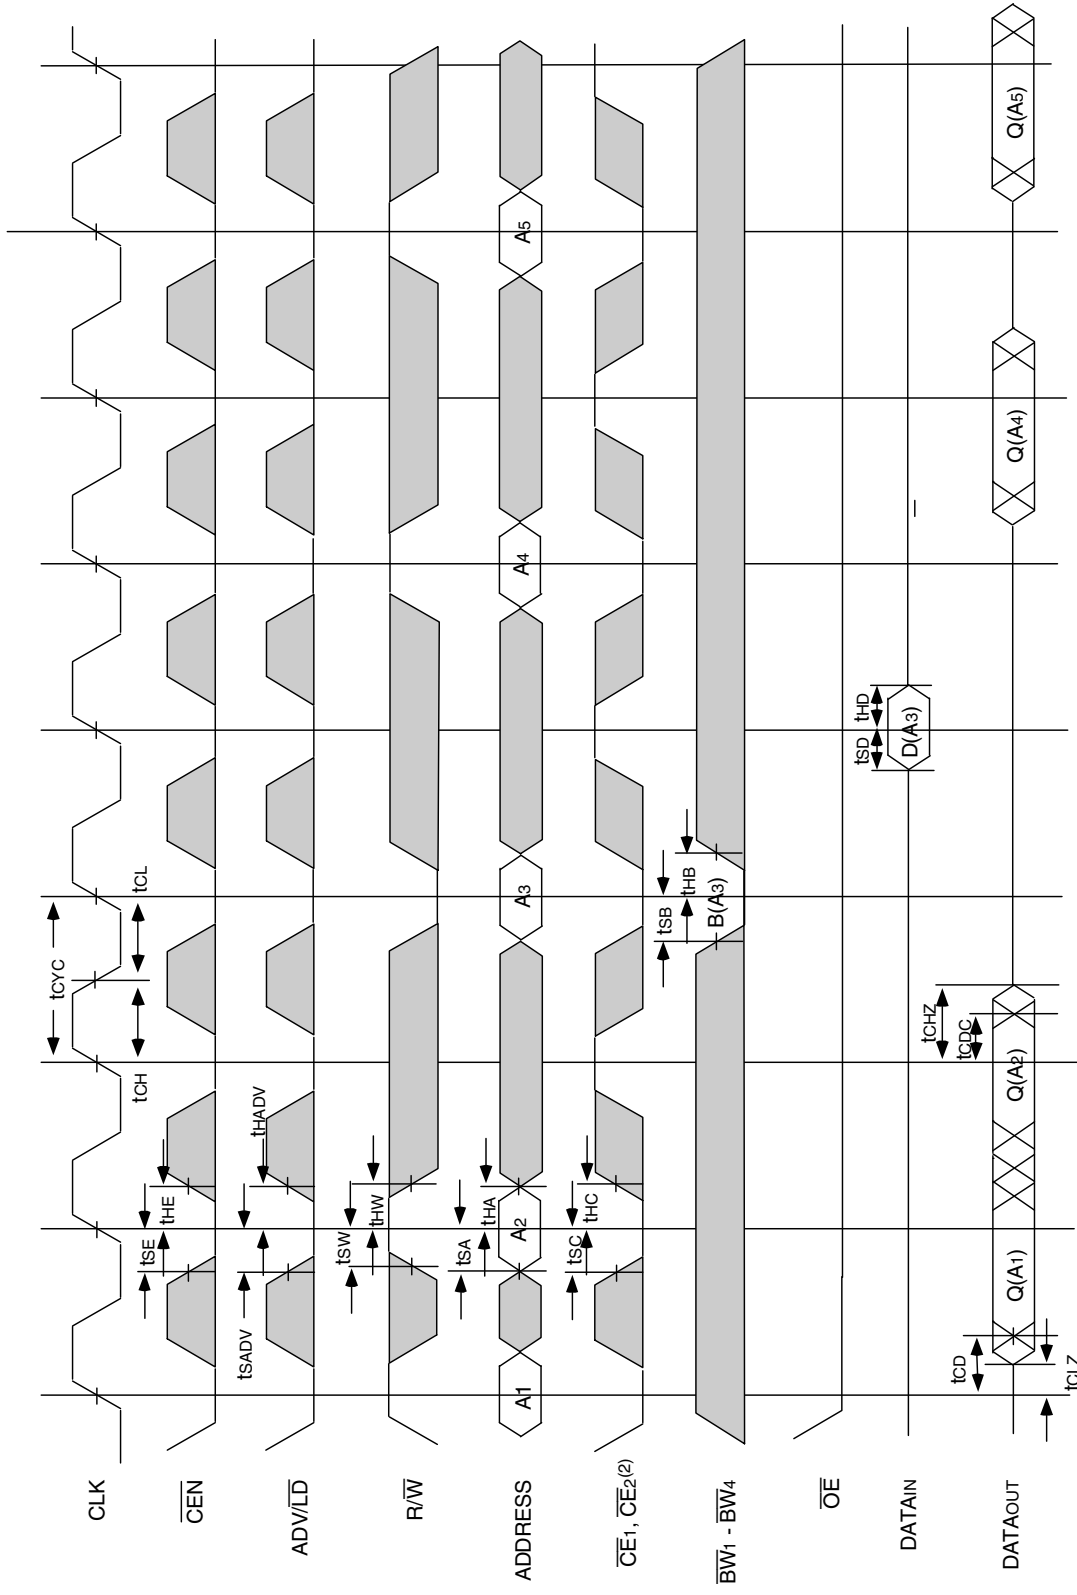 CLK
tCYC
tCH
tCL
CEN
tSE
tHE
ADV/LD
tSADV
tHADV
R/W
tSW
tHW
ADDRESS
A1
A2
A3
A4
A5
tSA
tHA
CE1, CE2(2)
tSC
tHC
BW1 - BW4
tSB
tHB
B(A3)
OE
DATAIN
tSD
tHD
D(A3)
DATAOUT
tCD
tCLZ
tCHZ
tCDC
Q(A1)
Q(A2)
Q(A4)
Q(A5)